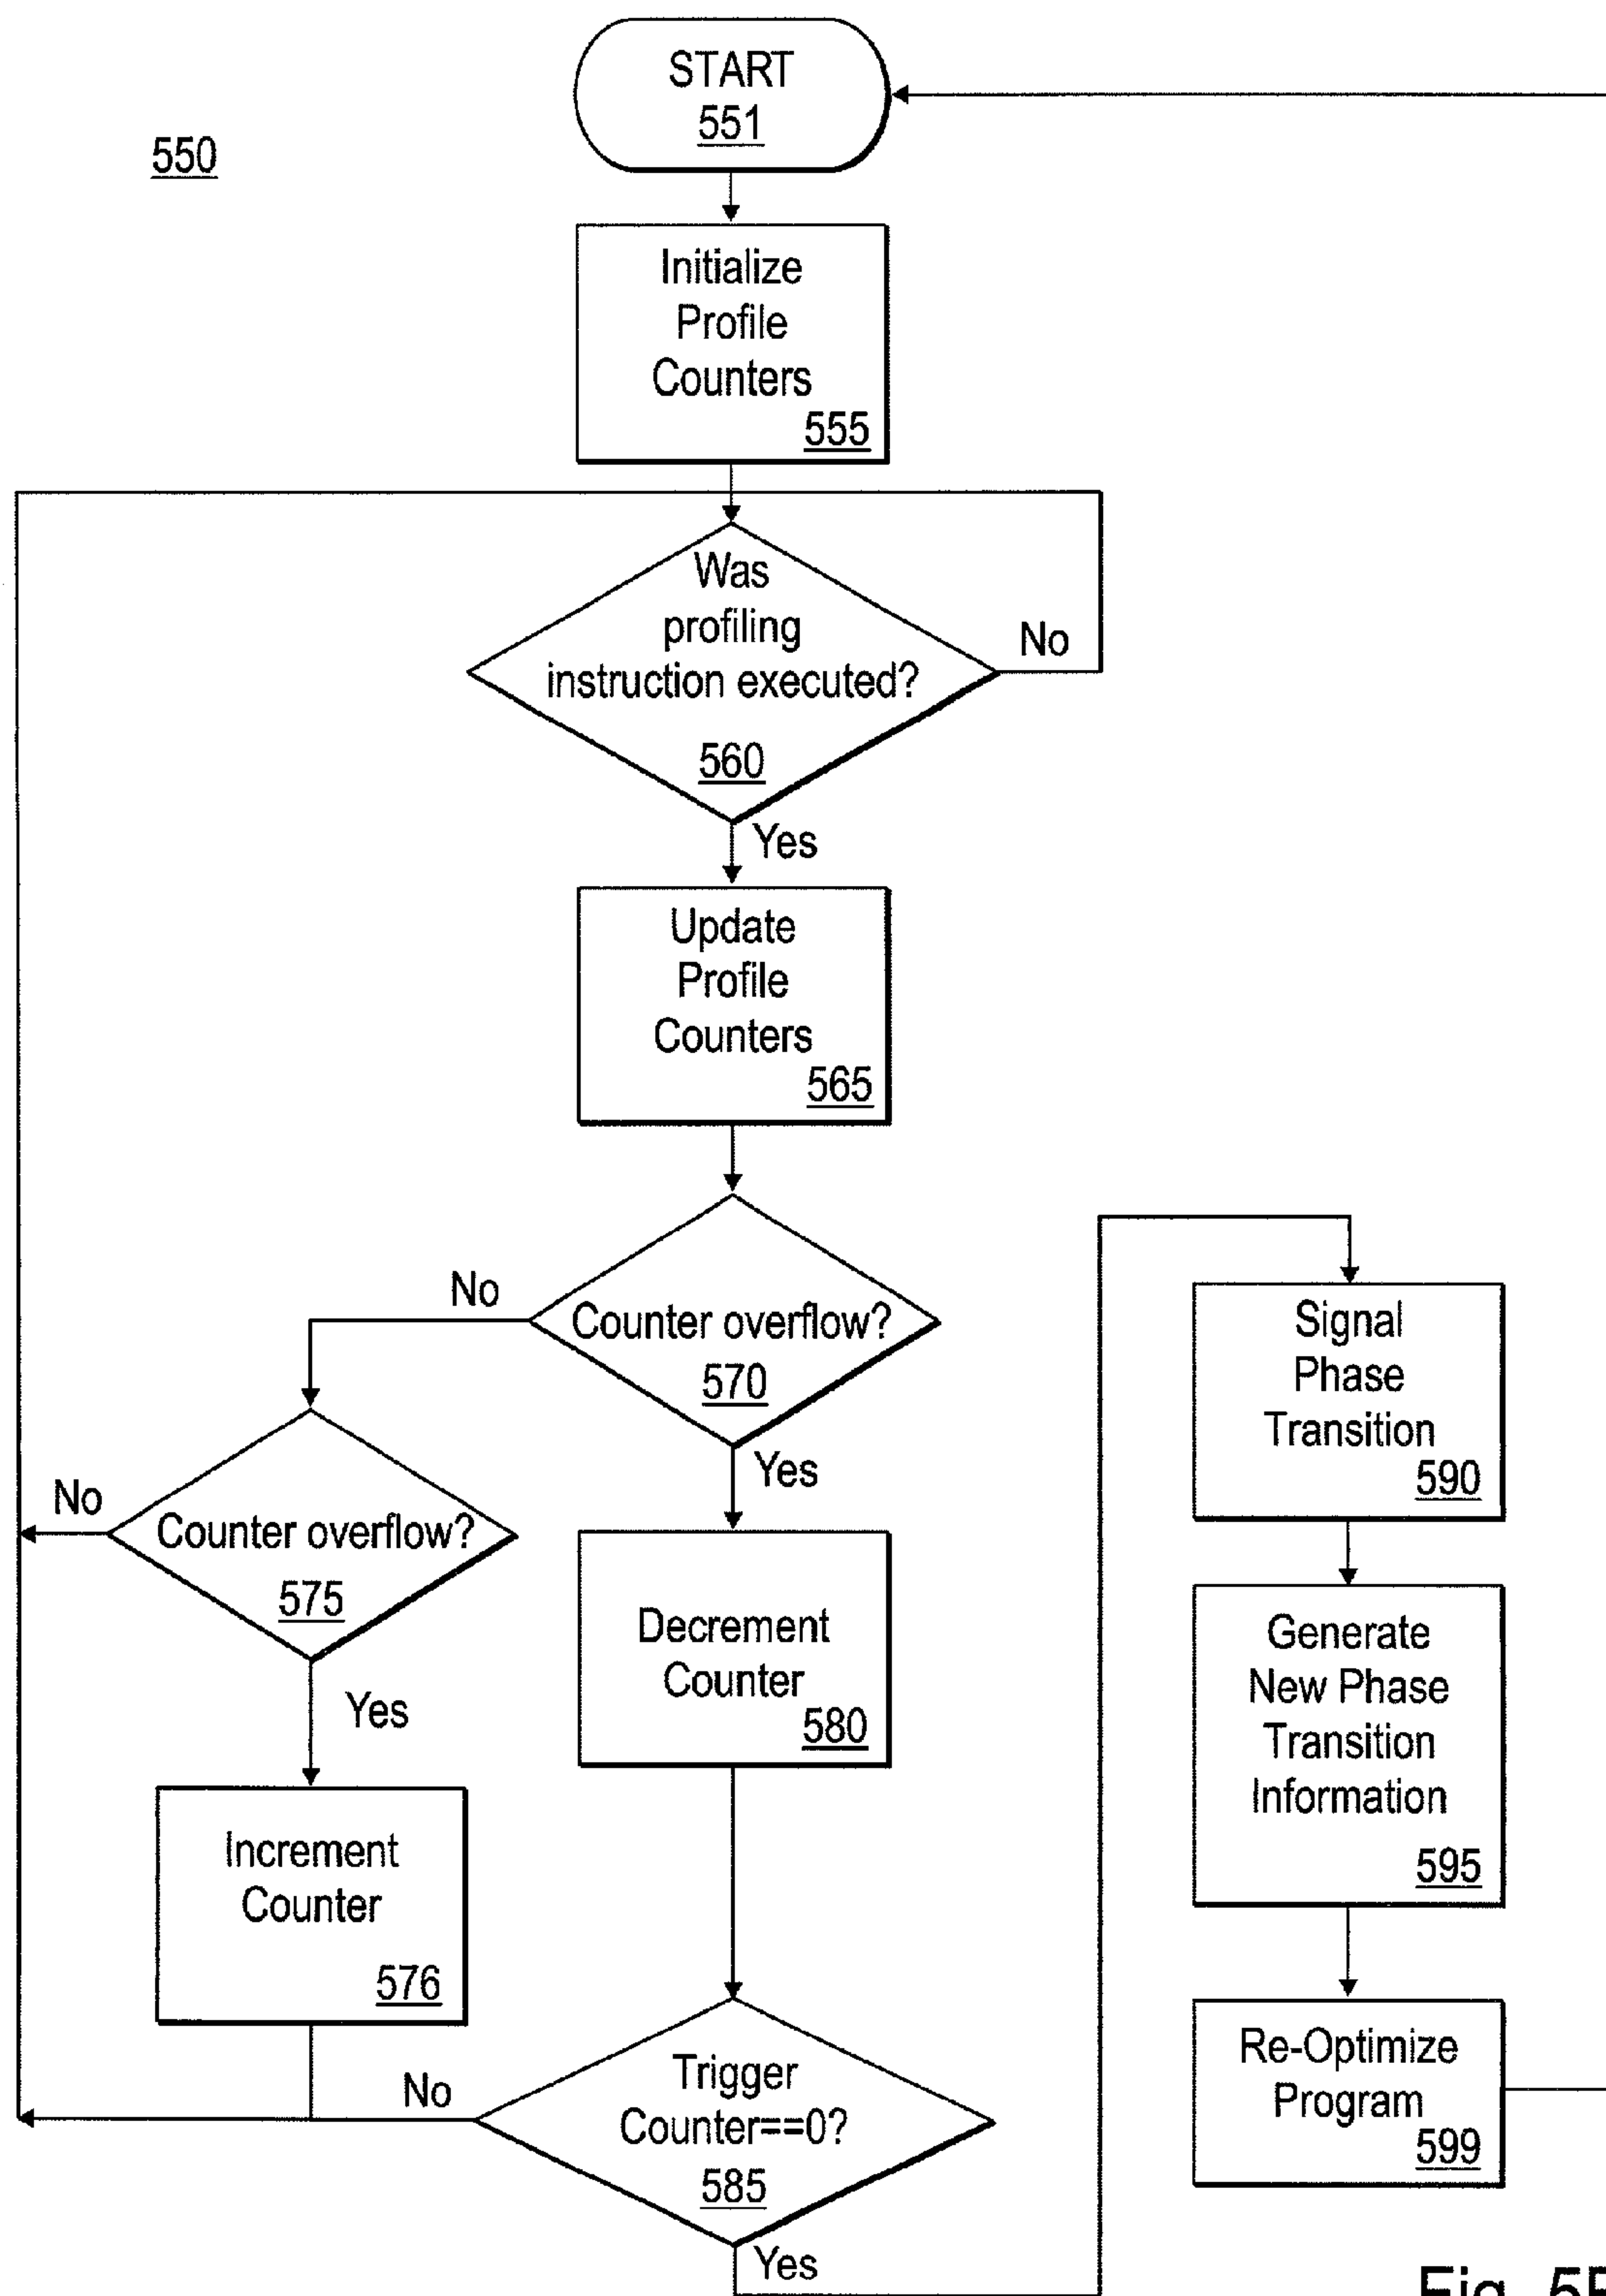 START
551
550
Initialize
Profile
Counters
555
Was
profiling
instruction executed?
560
No
Yes
Update
Profile
Counters
565
Counter overflow?
570
No
Yes
Counter overflow?
575
No
Yes
Increment
Counter
576
Decrement
Counter
580
Trigger
Counter==0?
585
No
Yes
Signal
Phase
Transition
590
Generate
New Phase
Transition
Information
595
Re-Optimize
Program
599
Fig.